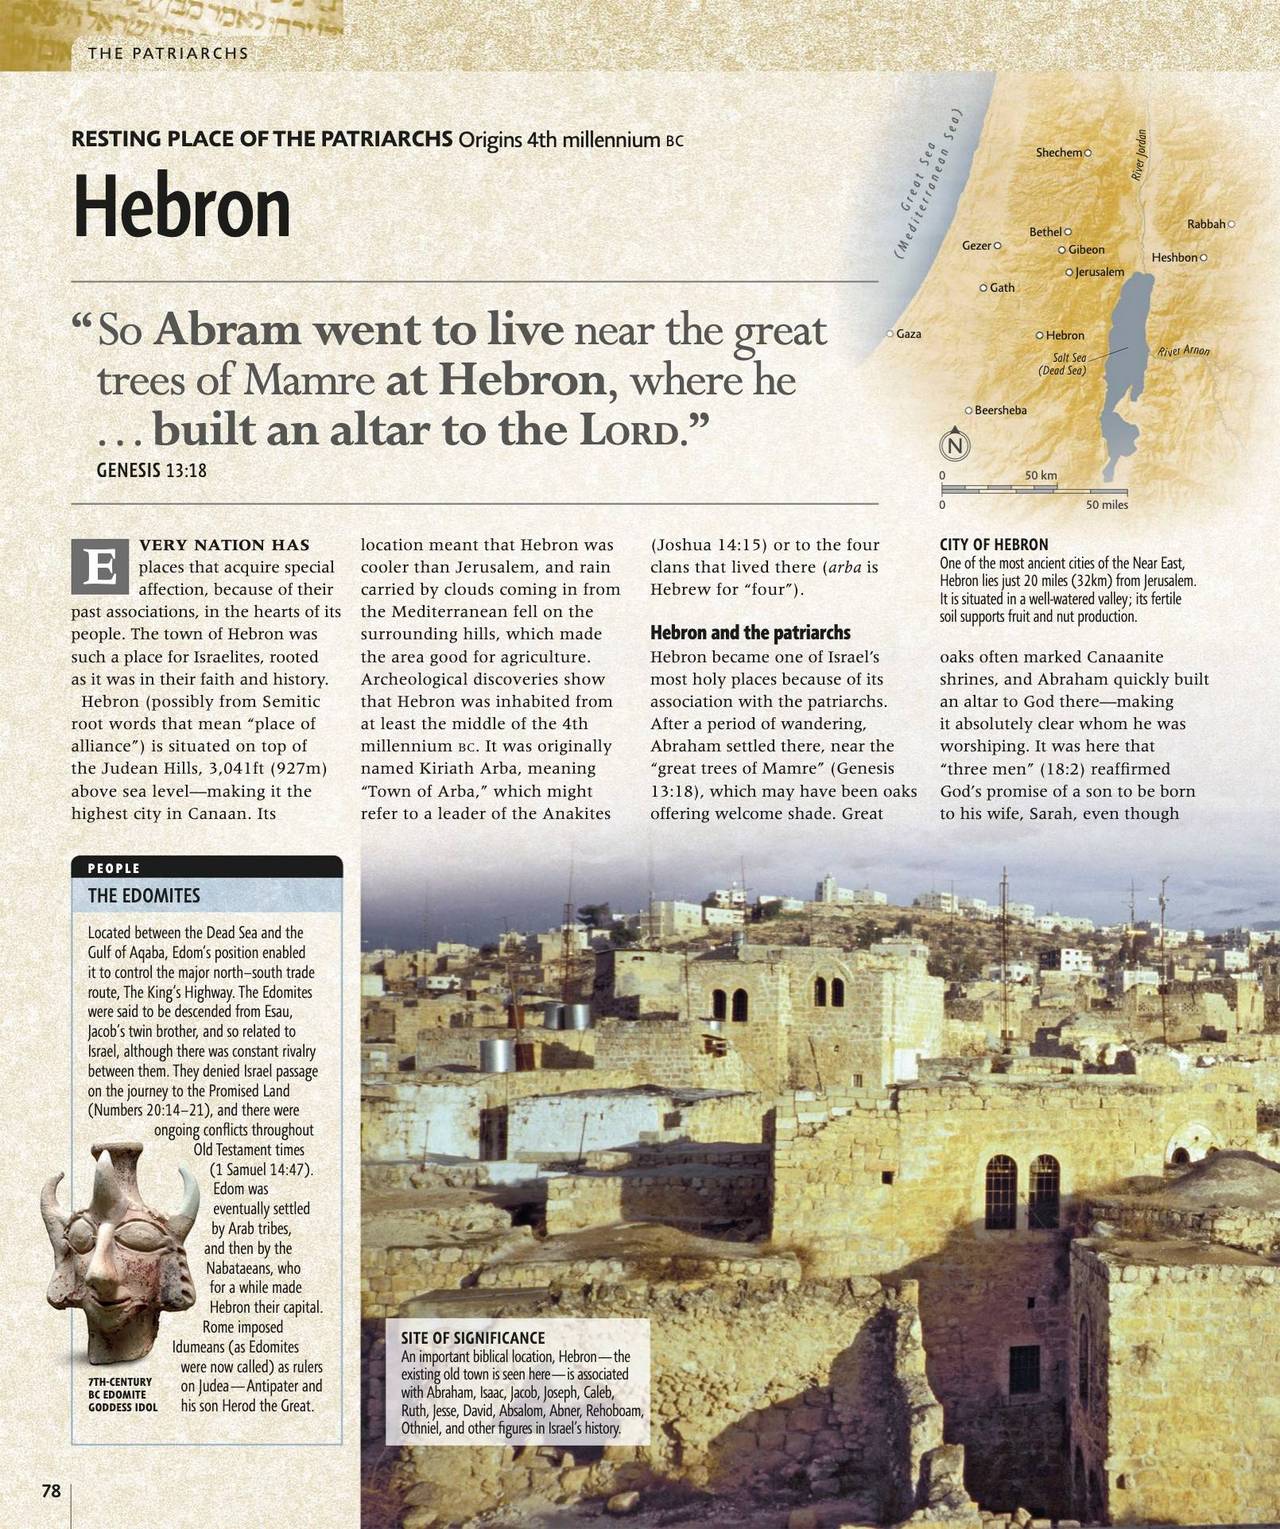 THE PATRIARCHS
RESTING PLACE OF THE PATRIARCHS Origins 4th millennium BC
Hebron
“So Abram went to live near the great
trees of Mamre at Hebron, where he
... built an altar to the LORD.”
GENESIS 13:18
Great Sea
(Mediterranean Sea)
River Jordan
Shechem
Rabbah
Bethel
Gezer
Gibeon
Heshbon
Jerusalem
Gath
Gaza
Hebron
Salt Sea
(Dead Sea)
River Arnon
Beersheba
N
0 50 km
0 50 miles
EVERY NATION HAS
places that acquire special
affection, because of their
past associations, in the hearts of its
people. The town of Hebron was
such a place for Israelites, rooted
as it was in their faith and history.
Hebron (possibly from Semitic
root words that mean “place of
alliance”) is situated on top of
the Judean Hills, 3,041ft (927m)
above sea level—making it the
highest city in Canaan. Its
location meant that Hebron was
cooler than Jerusalem, and rain
carried by clouds coming in from
the Mediterranean fell on the
surrounding hills, which made
the area good for agriculture.
Archeological discoveries show
that Hebron was inhabited from
at least the middle of the 4th
millennium BC. It was originally
named Kiriath Arba, meaning
“Town of Arba,” which might
refer to a leader of the Anakites
(Joshua 14:15) or to the four
clans that lived there (arba is
Hebrew for “four”).
Hebron and the patriarchs
Hebron became one of Israel’s
most holy places because of its
association with the patriarchs.
After a period of wandering,
Abraham settled there, near the
“great trees of Mamre” (Genesis
13:18), which may have been oaks
offering welcome shade. Great
CITY OF HEBRON
One of the most ancient cities of the Near East,
Hebron lies just 20 miles (32km) from Jerusalem.
It is situated in a well-watered valley; its fertile
soil supports fruit and nut production.
oaks often marked Canaanite
shrines, and Abraham quickly built
an altar to God there—making
it absolutely clear whom he was
worshiping. It was here that
“three men” (18:2) reaffirmed
God’s promise of a son to be born
to his wife, Sarah, even though
PEOPLE
THE EDOMITES
Located between the Dead Sea and the
Gulf of Aqaba, Edom’s position enabled
it to control the major north–south trade
route, The King’s Highway. The Edomites
were said to be descended from Esau,
Jacob’s twin brother, and so related to
Israel, although there was constant rivalry
between them. They denied Israel passage
on the journey to the Promised Land
(Numbers 20:14–21), and there were
ongoing conflicts throughout
Old Testament times
(1 Samuel 14:47).
Edom was
eventually settled
by Arab tribes,
and then by the
Nabataeans, who
for a while made
Hebron their capital.
Rome imposed
Idumeans (as Edomites
were now called) as rulers
on Judea—Antipater and
his son Herod the Great.
7TH-CENTURY
BC EDOMITE
GODDESS IDOL
SITE OF SIGNIFICANCE
An important biblical location, Hebron—the
existing old town is seen here—is associated
with Abraham, Isaac, Jacob, Joseph, Caleb,
Ruth, Jesse, David, Absalom, Abner, Rehoboam,
Othniel, and other figures in Israel’s history.
78